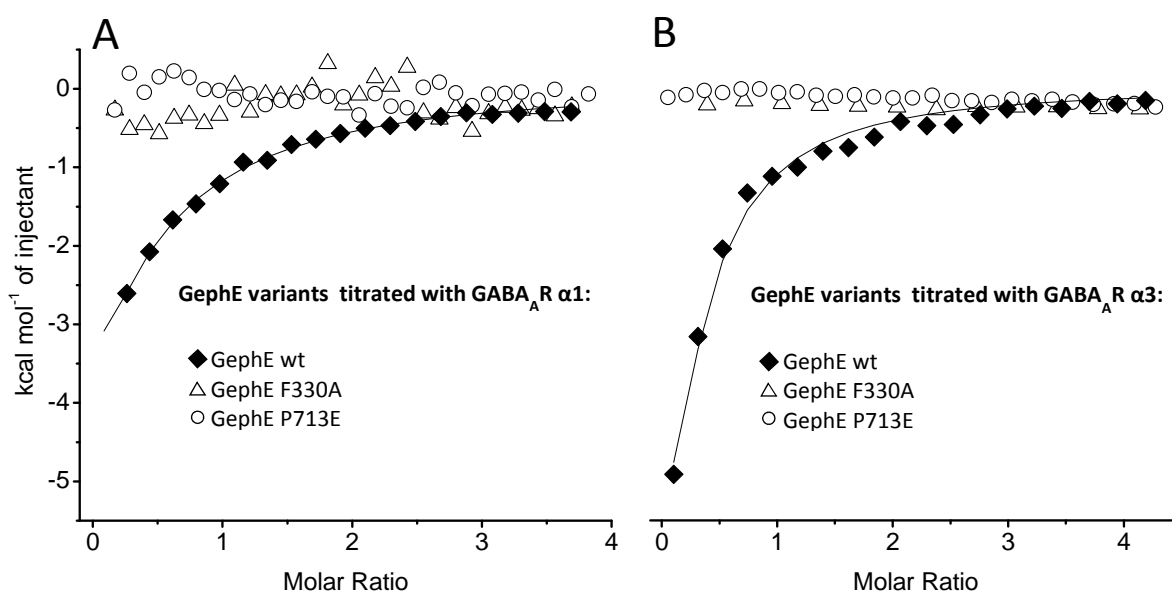 A
B
kcal mol⁻¹ of injectant
0
-1
-2
-3
-4
-5
GephE variants titrated with GABA_AR α1:
GephE wt
GephE F330A
GephE P713E
GephE variants titrated with GABA_AR α3:
GephE wt
GephE F330A
GephE P713E
0 1 2 3 4
0 1 2 3 4
Molar Ratio
Molar Ratio